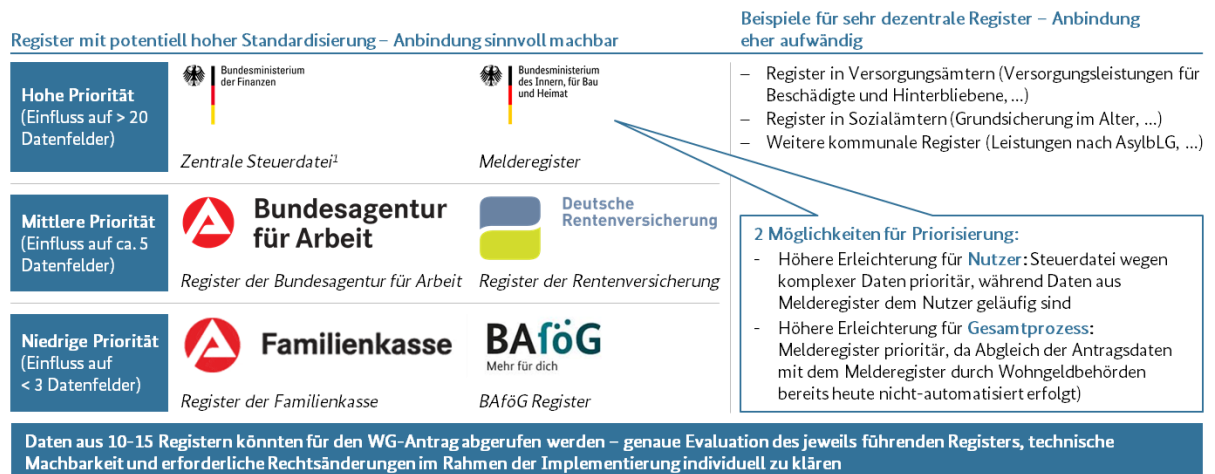 Register mit potentiell hoher Standardisierung – Anbindung sinnvoll machbar
Hohe Priorität
(Einfluss auf > 20
Datenfelder)
Bundesministerium
der Finanzen
Zentrale Steuerdatei¹
Bundesministerium
des Innern, für Bau
und Heimat
Melderegister
Mittlere Priorität
(Einfluss auf ca. 5
Datenfelder)
Bundesagentur
für Arbeit
Register der Bundesagentur für Arbeit
Deutsche
Rentenversicherung
Register der Rentenversicherung
Niedrige Priorität
(Einfluss auf
< 3 Datenfelder)
Familienkasse
Register der Familienkasse
BAföG
Mehr für dich
BAföG Register
Beispiele für sehr dezentrale Register – Anbindung
eher aufwändig
– Register in Versorgungsämtern (Versorgungsleistungen für
Beschädigte und Hinterbliebene, ...)
– Register in Sozialämtern (Grundsicherung im Alter, ...)
– Weitere kommunale Register (Leistungen nach AsylbLG, ...)
2 Möglichkeiten für Priorisierung:
- Höhere Erleichterung für Nutzer: Steuerdatei wegen
komplexer Daten prioritär, während Daten aus
Melderegister dem Nutzer geläufig sind
- Höhere Erleichterung für Gesamtprozess:
Melderegister prioritär, da Abgleich der Antragsdaten
mit dem Melderegister durch Wohngeldbehörden
bereits heute nicht-automatisiert erfolgt)
Daten aus 10-15 Registern könnten für den WG-Antrag abgerufen werden – genaue Evaluation des jeweils führenden Registers, technische
Machbarkeit und erforderliche Rechtsänderungen im Rahmen der Implementierung individuell zu klären